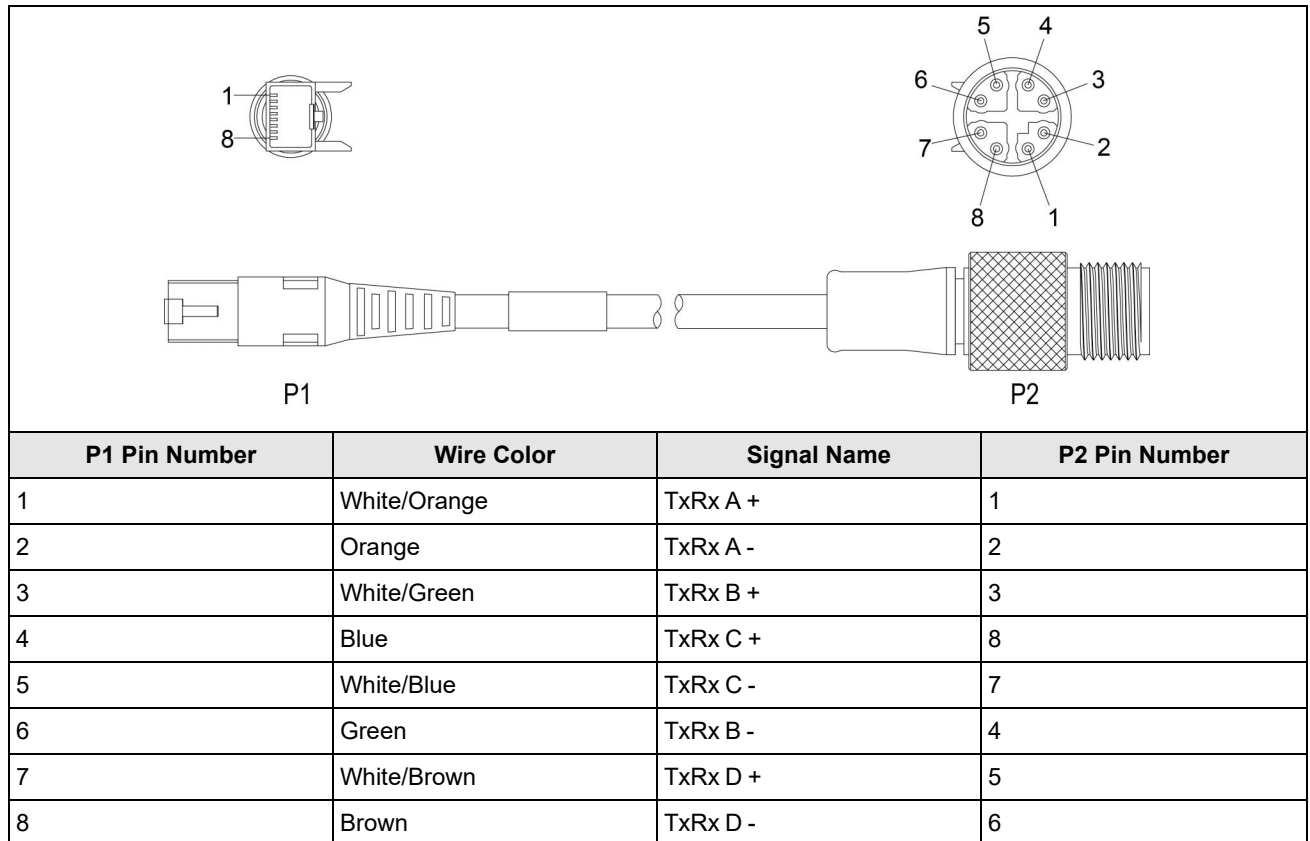 5 4
1 6 3
8 7 2
8 1
P1 P2
P1 Pin Number Wire Color Signal Name P2 Pin Number
1 White/Orange TxRx A + 1
2 Orange TxRx A - 2
3 White/Green TxRx B + 3
4 Blue TxRx C + 8
5 White/Blue TxRx C - 7
6 Green TxRx B - 4
7 White/Brown TxRx D + 5
8 Brown TxRx D - 6